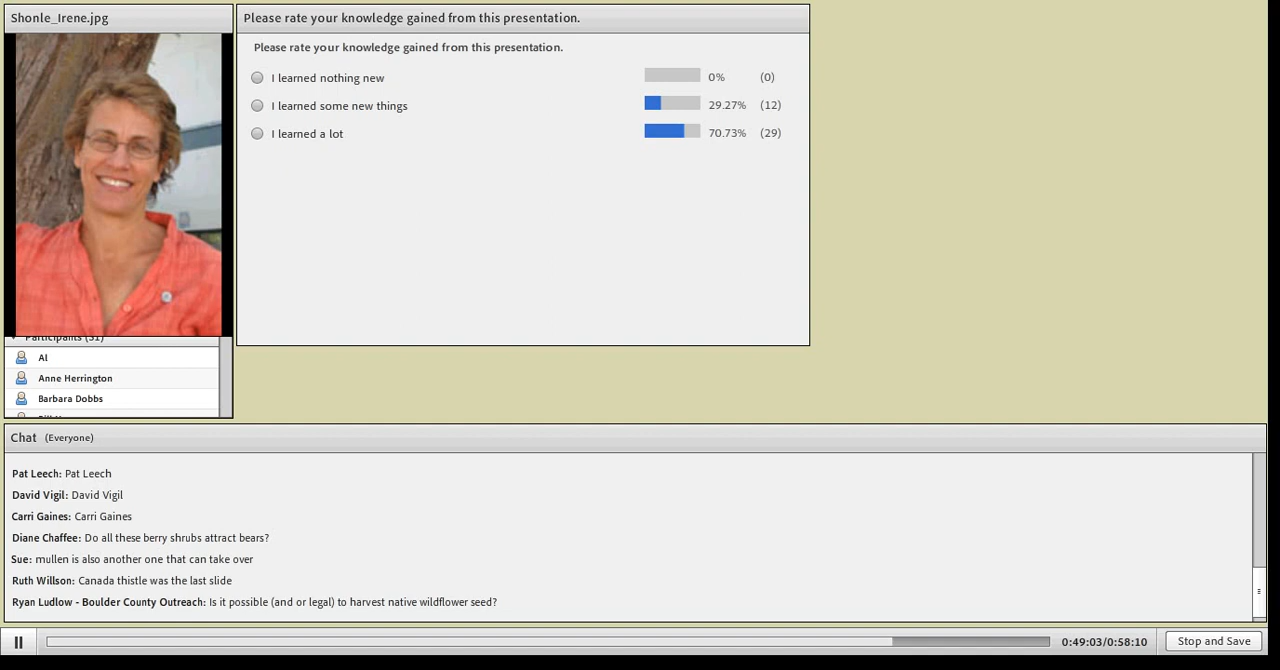 Shonle_Irene.jpg
Please rate your knowledge gained from this presentation.
Please rate your knowledge gained from this presentation.
I learned nothing new 0% (0)
I learned some new things 29.27% (12)
I learned a lot 70.73% (29)
Participants (51)
Al
Anne Herrington
Barbara Dobbs
Chat (Everyone)
Pat Leech: Pat Leech
David Vigil: David Vigil
Carri Gaines: Carri Gaines
Diane Chaffee: Do all these berry shrubs attract bears?
Sue: mullen is also another one that can take over
Ruth Willson: Canada thistle was the last slide
Ryan Ludlow - Boulder County Outreach: Is it possible (and or legal) to harvest native wildflower seed?
0:49:03/0:58:10 Stop and Save